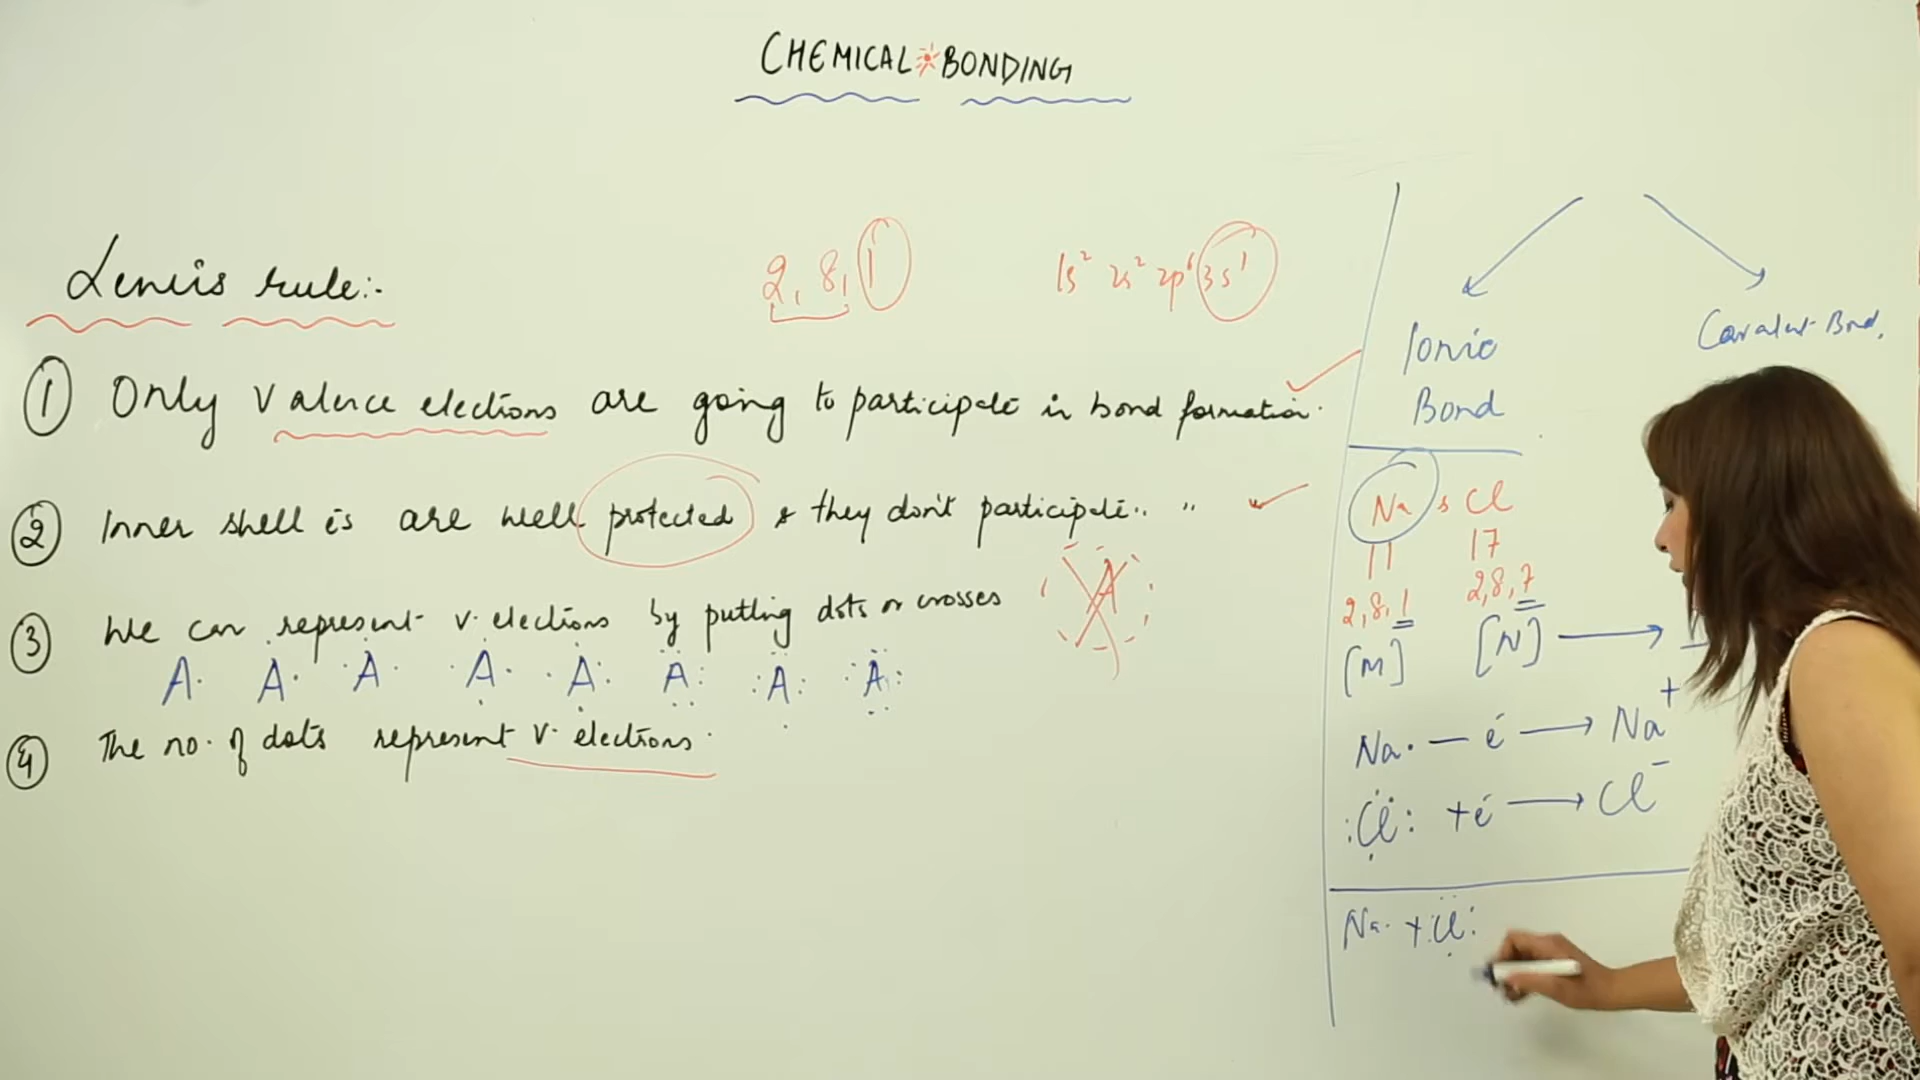 CHEMICAL BONDING
Lewis rule:-
2, 8, 1
1s² 2s² 2p⁶ 3s¹
① Only Valence electrons are going to participate in bond formation.
② Inner shell es are well protected & they don't participate.. "
③ We can represent v. electrons by putting dots or crosses
A
A· A· ·A· ·A· ·A: A: :A: :A:
④ The no. of dots represent v. electrons.
Ionic
Bond
Covalent Bond.
Na Cl
11 17
2,8,1 2,8,7
[M] [N] ⟶
Na· — é ⟶ Na⁺
:Cl: + é ⟶ Cl⁻
Na· + :Cl: